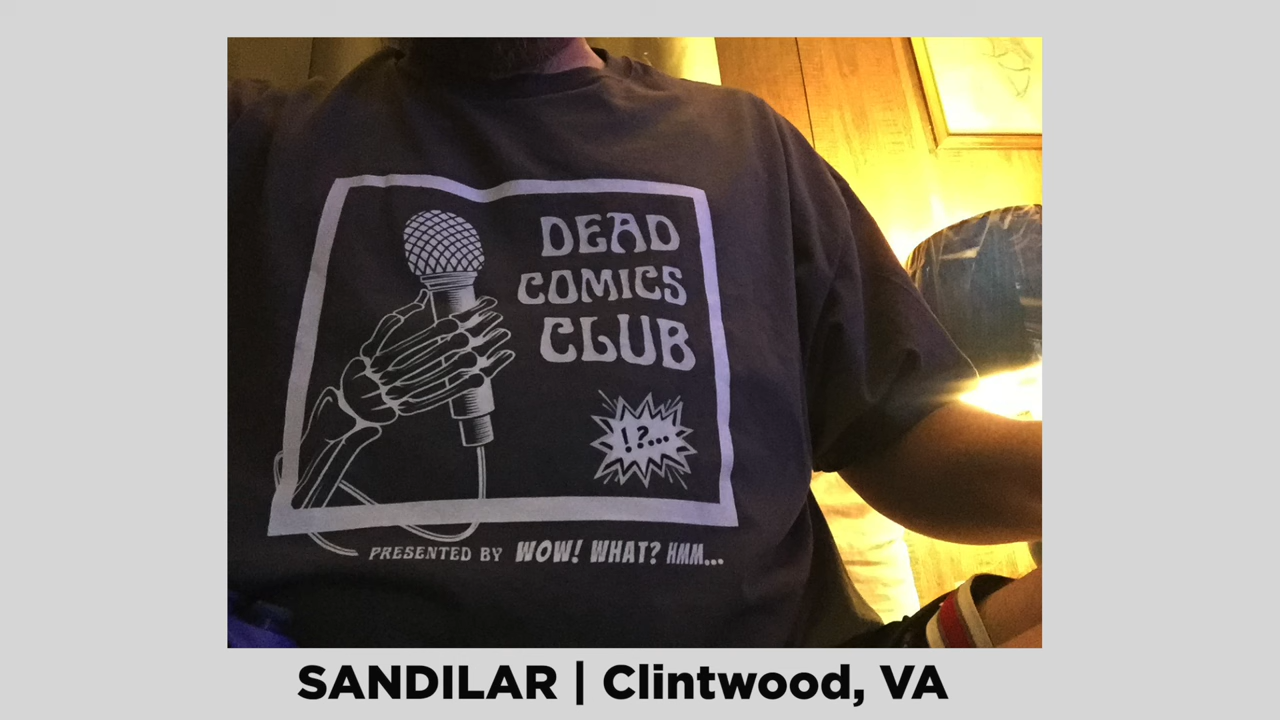 DEAD
COMICS
CLUB
!?...
PRESENTED BY WOW! WHAT? HMM...
SANDILAR | Clintwood, VA